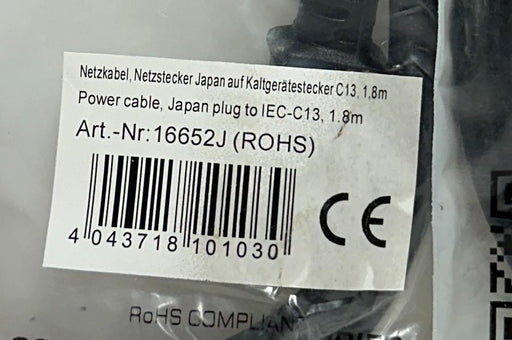 Netzkabel, Netzstecker Japan auf Kaltgerätestecker C13, 1,8m
Power cable, Japan plug to IEC-C13, 1.8m
Art.-Nr:16652J (ROHS)
CE
4 043718 101030
RoHS COMPLIANT